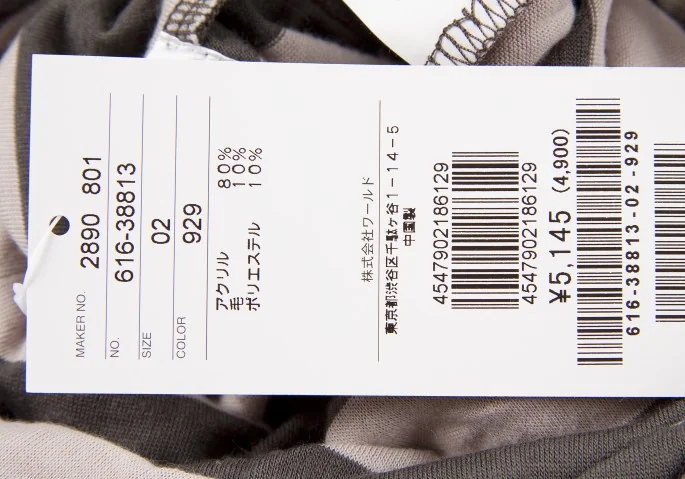 MAKER NO. 2890 801
NO. 616-38813
SIZE 02
COLOR 929
アクリル 80%
毛 10%
ポリエステル 10%
株式会社ワールド
東京都渋谷区千駄ヶ谷1-14-5
中国製
4547902186129
4547902186129
¥5,145 (4,900)
616-38813-02-929